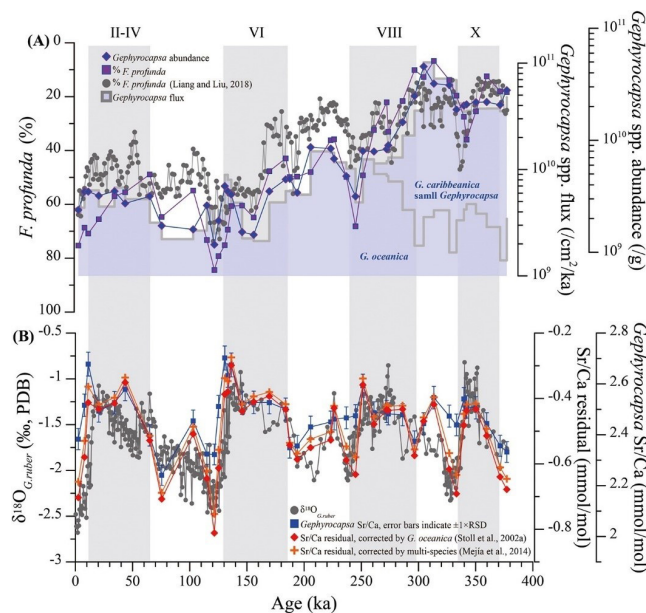 II-IV VI VIII X
(A)
Gephyrocapsa abundance
% F. profunda
% F. profunda (Liang and Liu, 2018)
Gephyrocapsa flux
0
20
40
60
80
100
F. profunda (%)
G. caribbeanica
samll Gephyrocapsa
G. oceanica
10¹¹
10¹⁰
10⁹
Gephyrocapsa spp. flux (/cm²/ka)
10¹¹
10¹⁰
10⁹
Gephyrocapsa spp. abundance (/g)
(B)
-0.5
-1
-1.5
-2
-2.5
-3
δ¹⁸O G.ruber (‰, PDB)
δ¹⁸O G.ruber
Gephyrocapsa Sr/Ca, error bars indicate ±1×RSD
Sr/Ca residual, corrected by G. oceanica (Stoll et al., 2002a)
Sr/Ca residual, corrected by multi-species (Mejía et al., 2014)
-0.2
-0.4
-0.6
-0.8
Sr/Ca residual (mmol/mol)
2.8
2.6
2.4
2.2
2
Gephyrocapsa Sr/Ca (mmol/mol)
0 50 100 150 200 250 300 350 400
Age (ka)